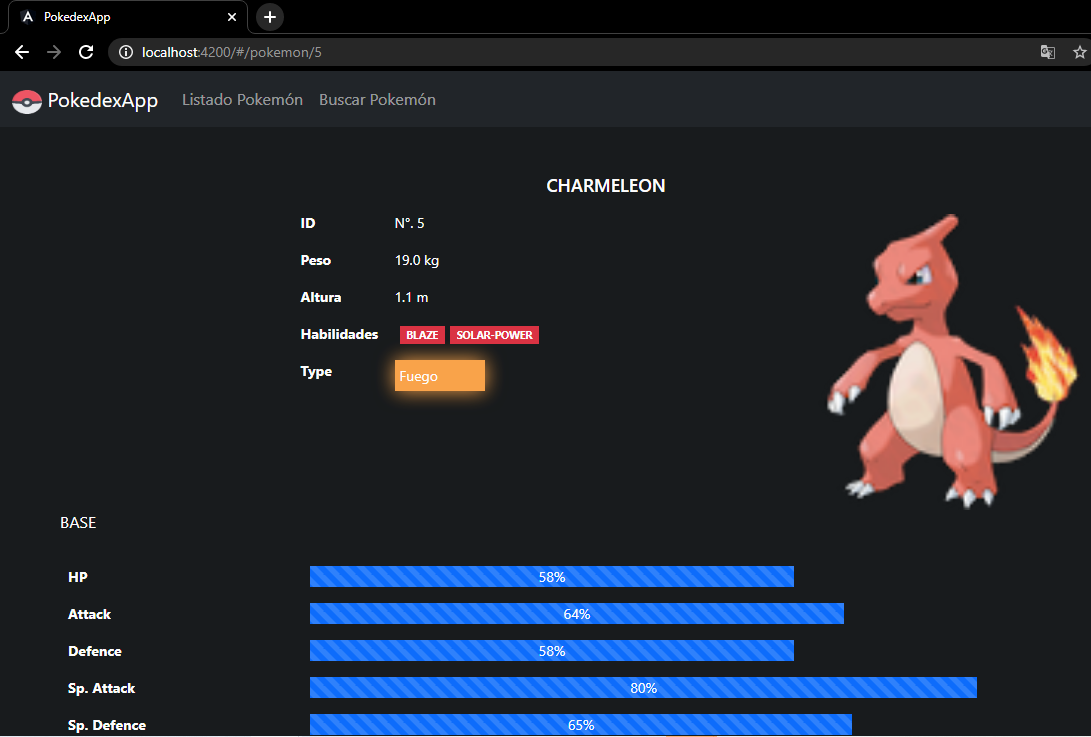 PokedexApp
localhost:4200/#/pokemon/5
PokedexApp Listado Pokemón Buscar Pokemón
CHARMELEON
ID N°. 5
Peso 19.0 kg
Altura 1.1 m
Habilidades BLAZE SOLAR-POWER
Type Fuego
BASE
HP 58%
Attack 64%
Defence 58%
Sp. Attack 80%
Sp. Defence 65%